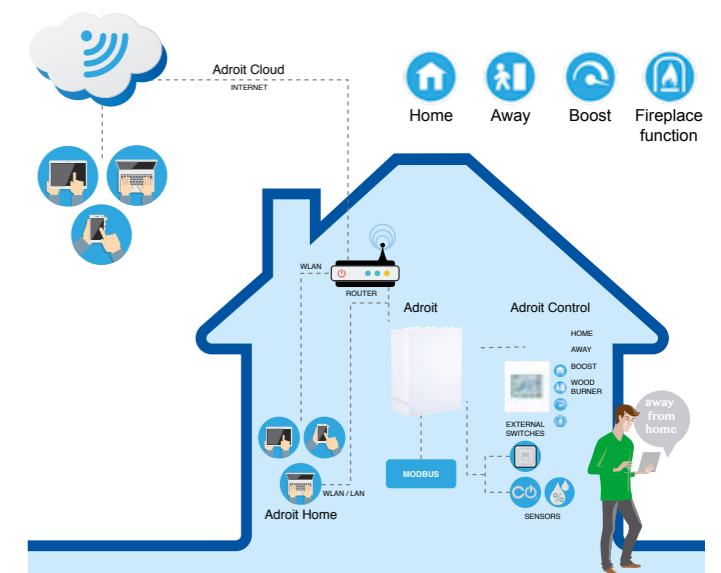 Adroit Cloud
INTERNET
Home
Away
Boost
Fireplace
function
WLAN
ROUTER
Adroit
Adroit Control
HOME
AWAY
BOOST
WOOD
BURNER
EXTERNAL
SWITCHES
away
from
home
MODBUS
WLAN / LAN
Adroit Home
SENSORS